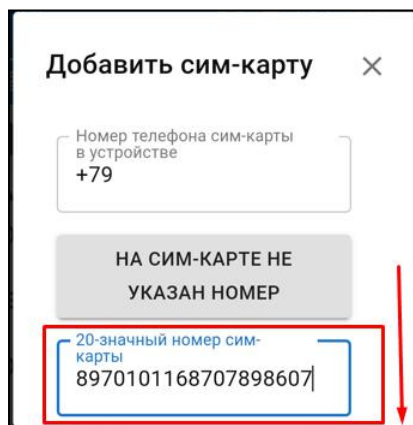 Добавить сим-карту
Номер телефона сим-карты
в устройстве
+79
НА СИМ-КАРТЕ НЕ
УКАЗАН НОМЕР
20-значный номер сим-
карты
8970101168707898607